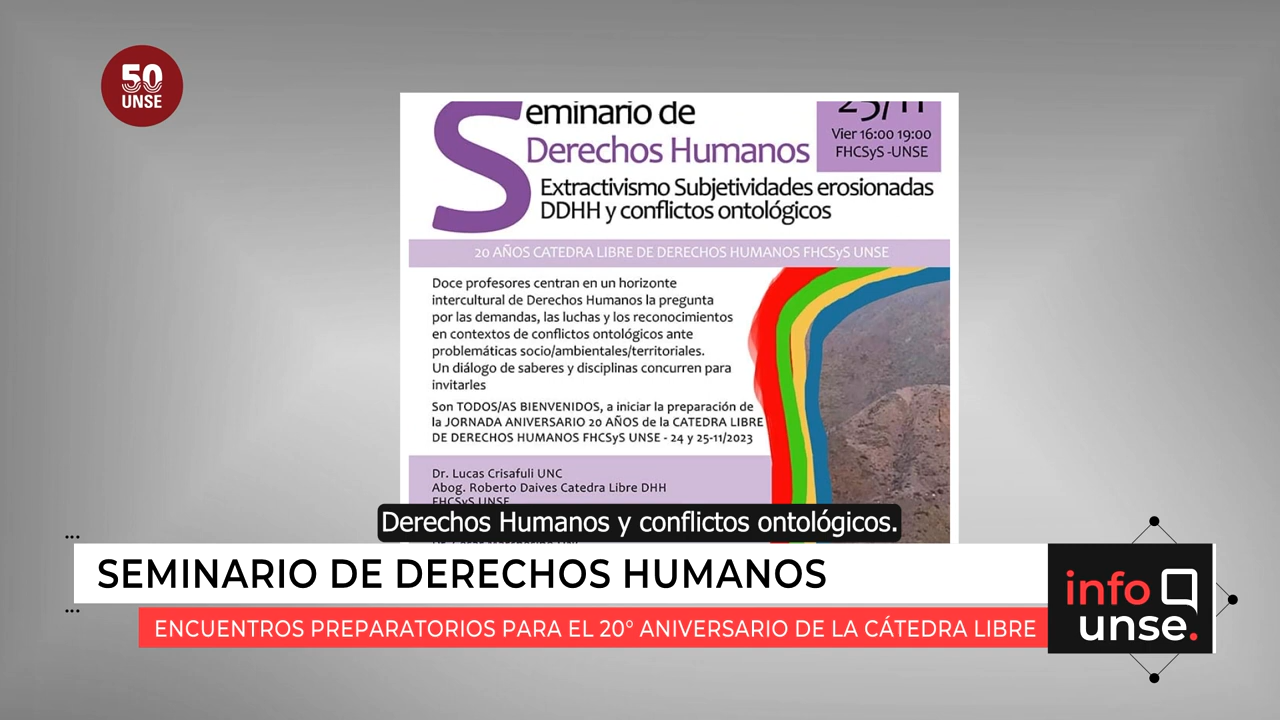 50
UNSE
Seminario de
Derechos Humanos
Extractivismo Subjetividades erosionadas
DDHH y conflictos ontológicos
Vier 16:00 19:00
FHCSyS -UNSE
20 AÑOS CATEDRA LIBRE DE DERECHOS HUMANOS FHCSyS UNSE
Doce profesores centran en un horizonte
intercultural de Derechos Humanos la pregunta
por las demandas, las luchas y los reconocimientos
en contextos de conflictos ontológicos ante
problemáticas socio/ambientales/territoriales.
Un diálogo de saberes y disciplinas concurren para
invitarles
Son TODOS/AS BIENVENIDOS, a iniciar la preparación de
la JORNADA ANIVERSARIO 20 AÑOS de la CATEDRA LIBRE
DE DERECHOS HUMANOS FHCSyS UNSE - 24 y 25-11/2023
Dr. Lucas Crisafuli UNC
Abog. Roberto Daives Catedra Libre DHH
FHCSyS UNSE
Derechos Humanos y conflictos ontológicos.
SEMINARIO DE DERECHOS HUMANOS
ENCUENTROS PREPARATORIOS PARA EL 20° ANIVERSARIO DE LA CÁTEDRA LIBRE
info
unse.